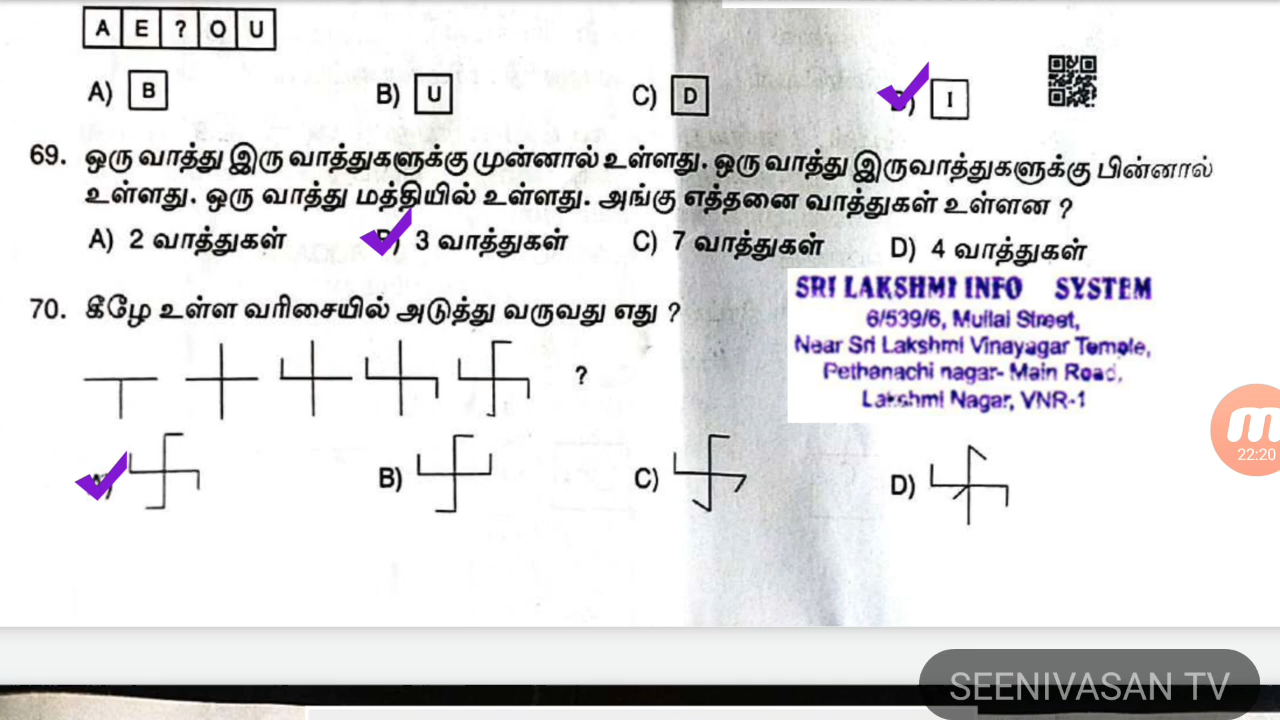 A E ? O U
A) B B) U C) D D) I
69. ஒரு வாத்து இரு வாத்துகளுக்கு முன்னால் உள்ளது. ஒரு வாத்து இருவாத்துகளுக்கு பின்னால்
உள்ளது. ஒரு வாத்து மத்தியில் உள்ளது. அங்கு எத்தனை வாத்துகள் உள்ளன ?
A) 2 வாத்துகள் B) 3 வாத்துகள் C) 7 வாத்துகள் D) 4 வாத்துகள்
SRI LAKSHMI INFO SYSTEM
6/539/6, Mullai Street,
Near Sri Lakshmi Vinayagar Temple,
Pethanachi nagar- Main Road,
Lakshmi Nagar, VNR-1
70. கீழே உள்ள வரிசையில் அடுத்து வருவது எது ?
?
A) B) C) D)
22:20
SEENIVASAN TV